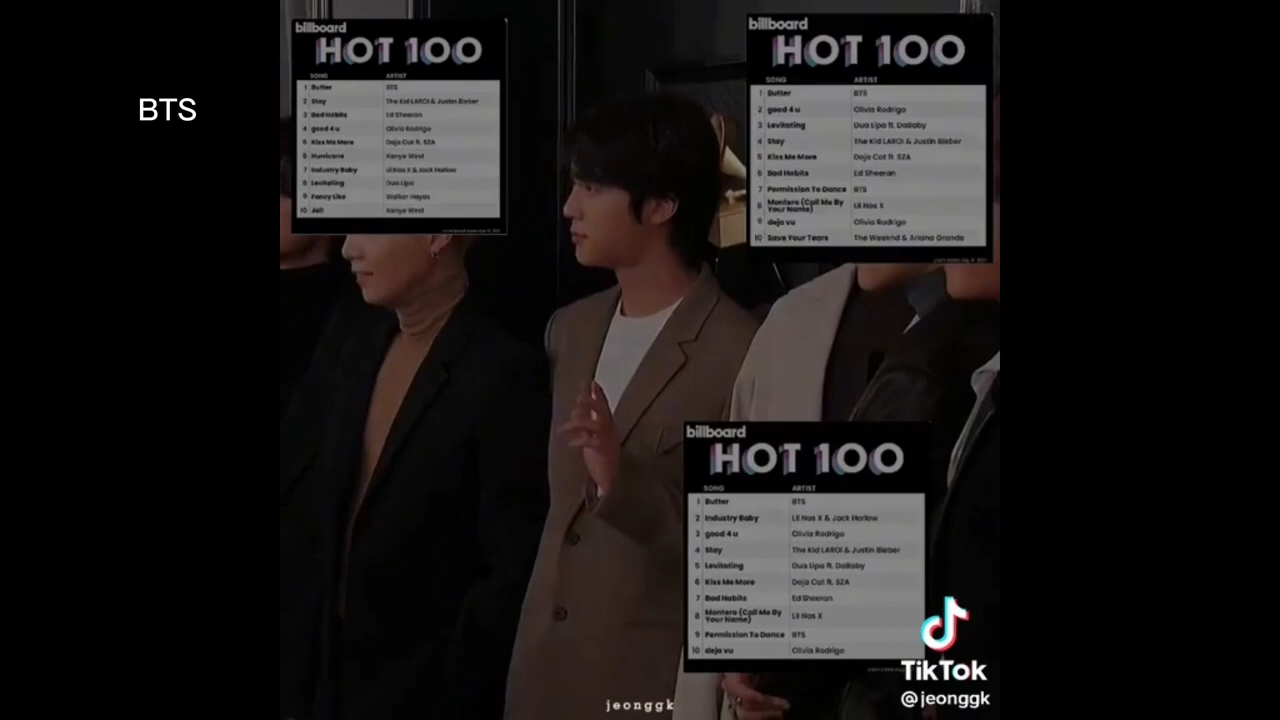 BTS
billboard
HOT 100
SONG ARTIST
1 Butter BTS
2 Stay The Kid LAROI & Justin Bieber
3 Bad Habits Ed Sheeran
4 good 4 u Olivia Rodrigo
5 Kiss Me More Doja Cat ft. SZA
6 Hurricane Kanye West
7 Industry Baby Lil Nas X & Jack Harlow
8 Levitating Dua Lipa
9 Fancy Like Walker Hayes
10 Jail Kanye West
billboard
HOT 100
SONG ARTIST
1 Butter BTS
2 good 4 u Olivia Rodrigo
3 Levitating Dua Lipa ft. DaBaby
4 Stay The Kid LAROI & Justin Bieber
5 Kiss Me More Doja Cat ft. SZA
6 Bad Habits Ed Sheeran
7 Permission To Dance BTS
8 Montero (Call Me By Your Name) Lil Nas X
9 deja vu Olivia Rodrigo
10 Save Your Tears The Weeknd & Ariana Grande
billboard
HOT 100
SONG ARTIST
1 Butter BTS
2 Industry Baby Lil Nas X & Jack Harlow
3 good 4 u Olivia Rodrigo
4 Stay The Kid LAROI & Justin Bieber
5 Levitating Dua Lipa ft. DaBaby
6 Kiss Me More Doja Cat ft. SZA
7 Bad Habits Ed Sheeran
8 Montero (Call Me By Your Name) Lil Nas X
9 Permission To Dance BTS
10 deja vu Olivia Rodrigo
TikTok
@jeonggk
jeonggk